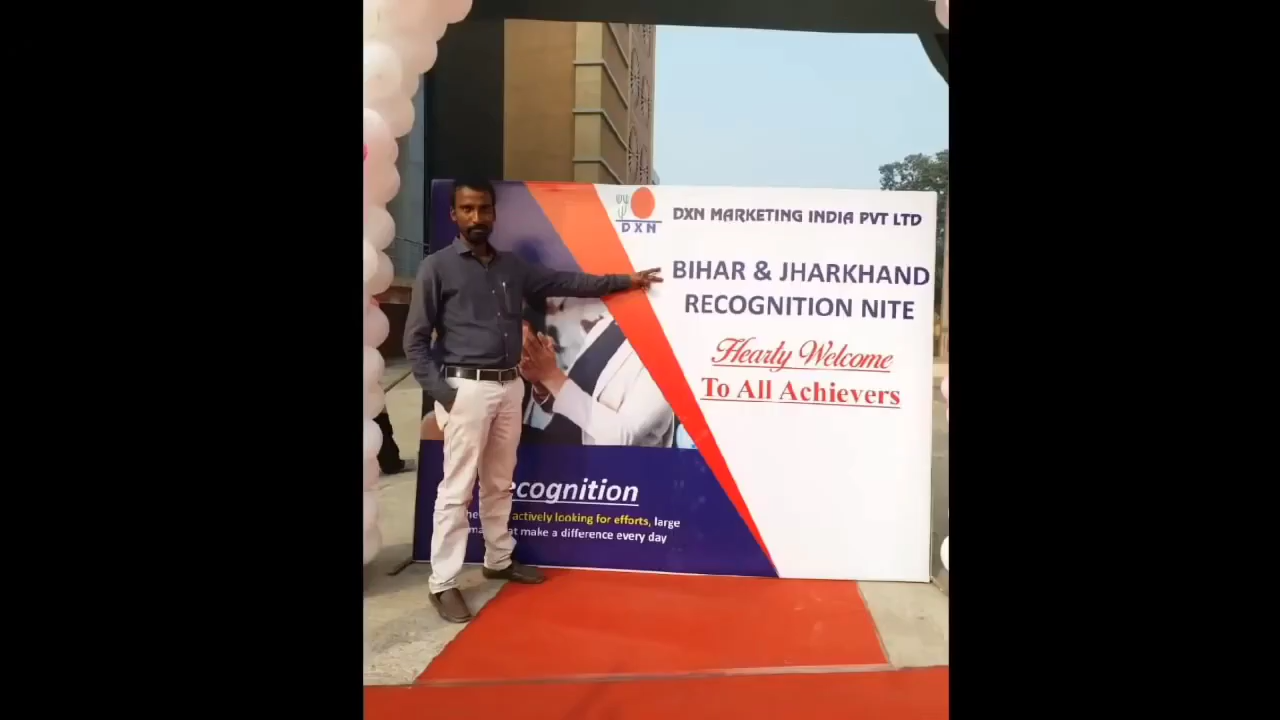 DXN
DXN MARKETING INDIA PVT LTD
BIHAR & JHARKHAND
RECOGNITION NITE
Hearty Welcome
To All Achievers
ecognition
actively looking for efforts, large
at make a difference every day